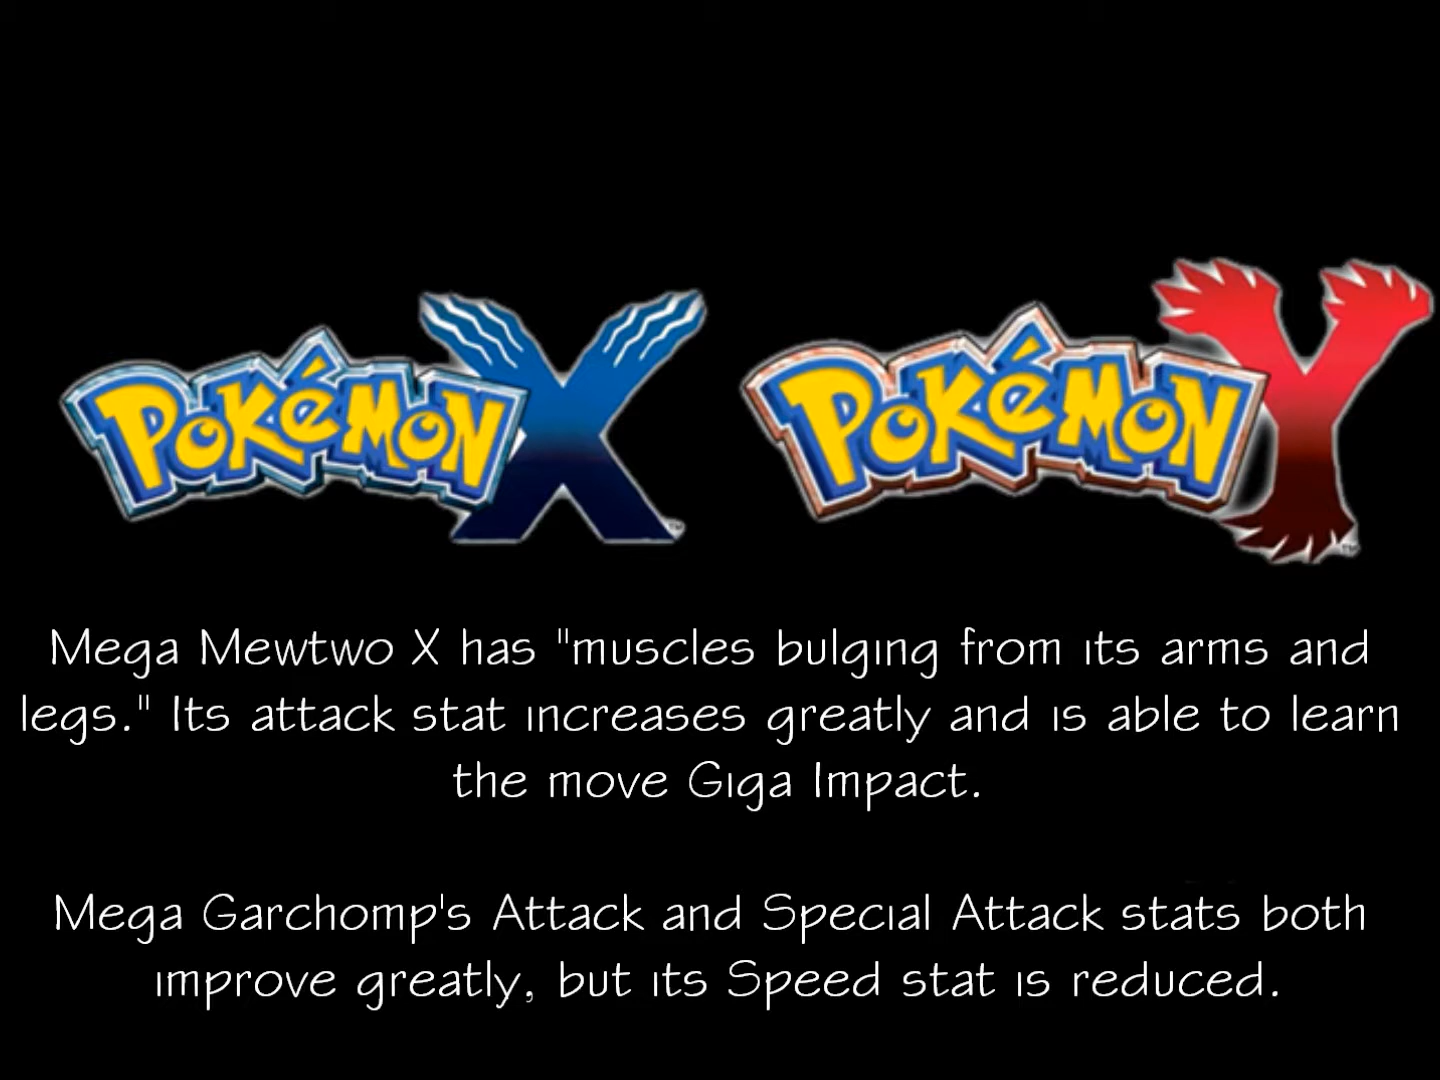 POKéMON X ™
POKéMON Y ™
Mega Mewtwo X has "muscles bulging from its arms and
legs." Its attack stat increases greatly and is able to learn
the move Giga Impact.
Mega Garchomp's Attack and Special Attack stats both
improve greatly, but its Speed stat is reduced.